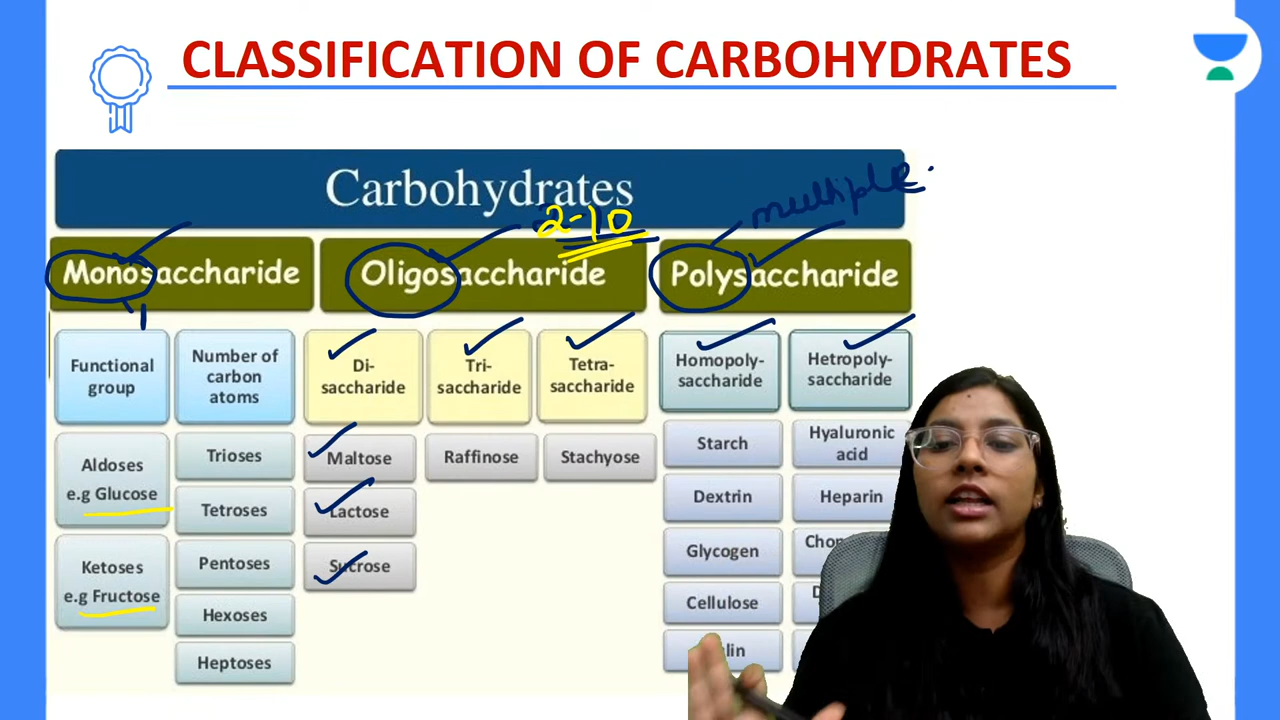 CLASSIFICATION OF CARBOHYDRATES
Carbohydrates
multiple.
2-10
Monosaccharide
Oligosaccharide
Polysaccharide
1
Functional
group
Number of
carbon
atoms
Di-
saccharide
Tri-
saccharide
Tetra-
saccharide
Homopoly-
saccharide
Hetropoly-
saccharide
Aldoses
e.g Glucose
Ketoses
e.g Fructose
Trioses
Tetroses
Pentoses
Hexoses
Heptoses
Maltose
Lactose
Sucrose
Raffinose
Stachyose
Starch
Dextrin
Glycogen
Cellulose
Hyaluronic
acid
Heparin